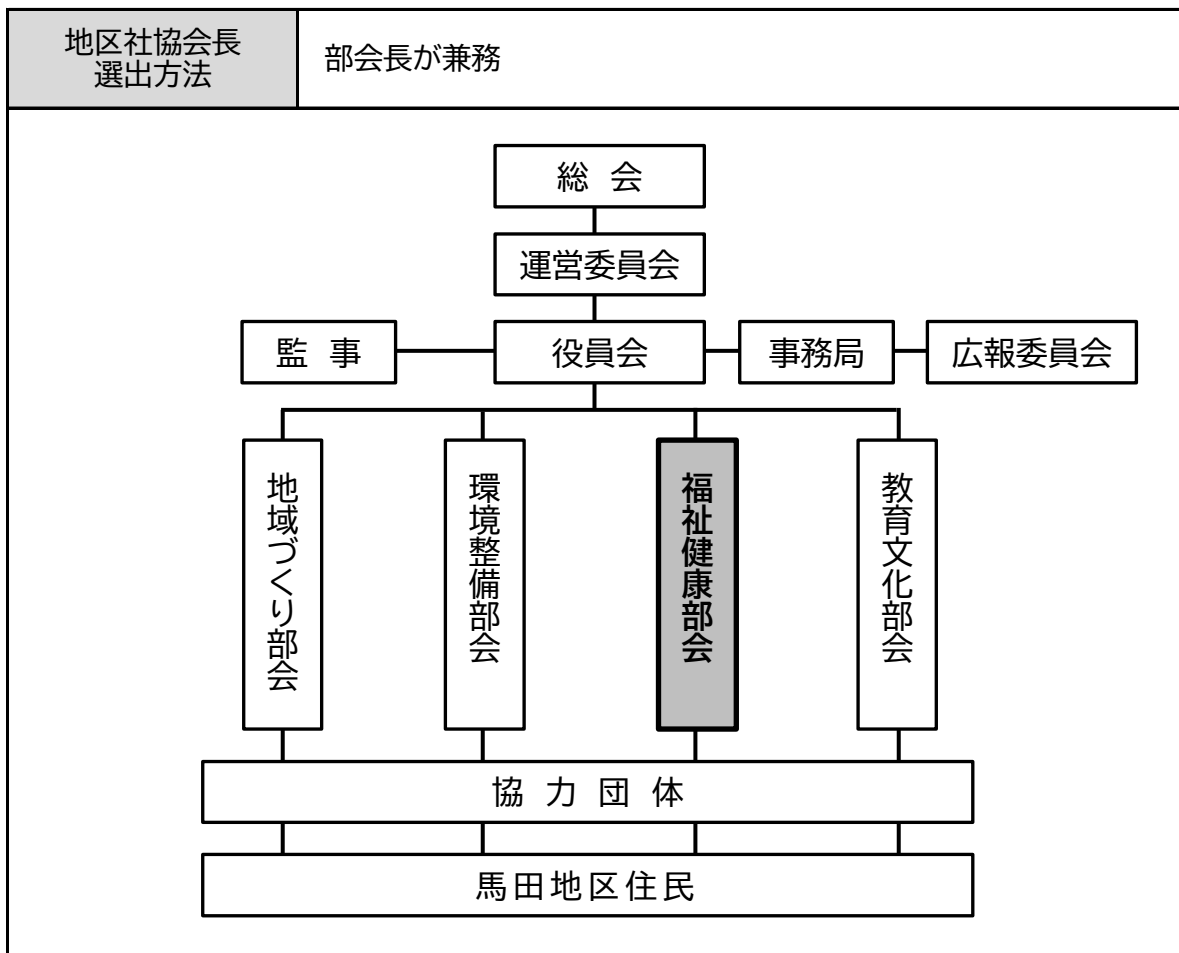 地区社協会長
選出方法
部会長が兼務
総 会
運営委員会
監 事
役員会
事務局
広報委員会
地域づくり部会
環境整備部会
福祉健康部会
教育文化部会
協 力 団 体
馬田地区住民